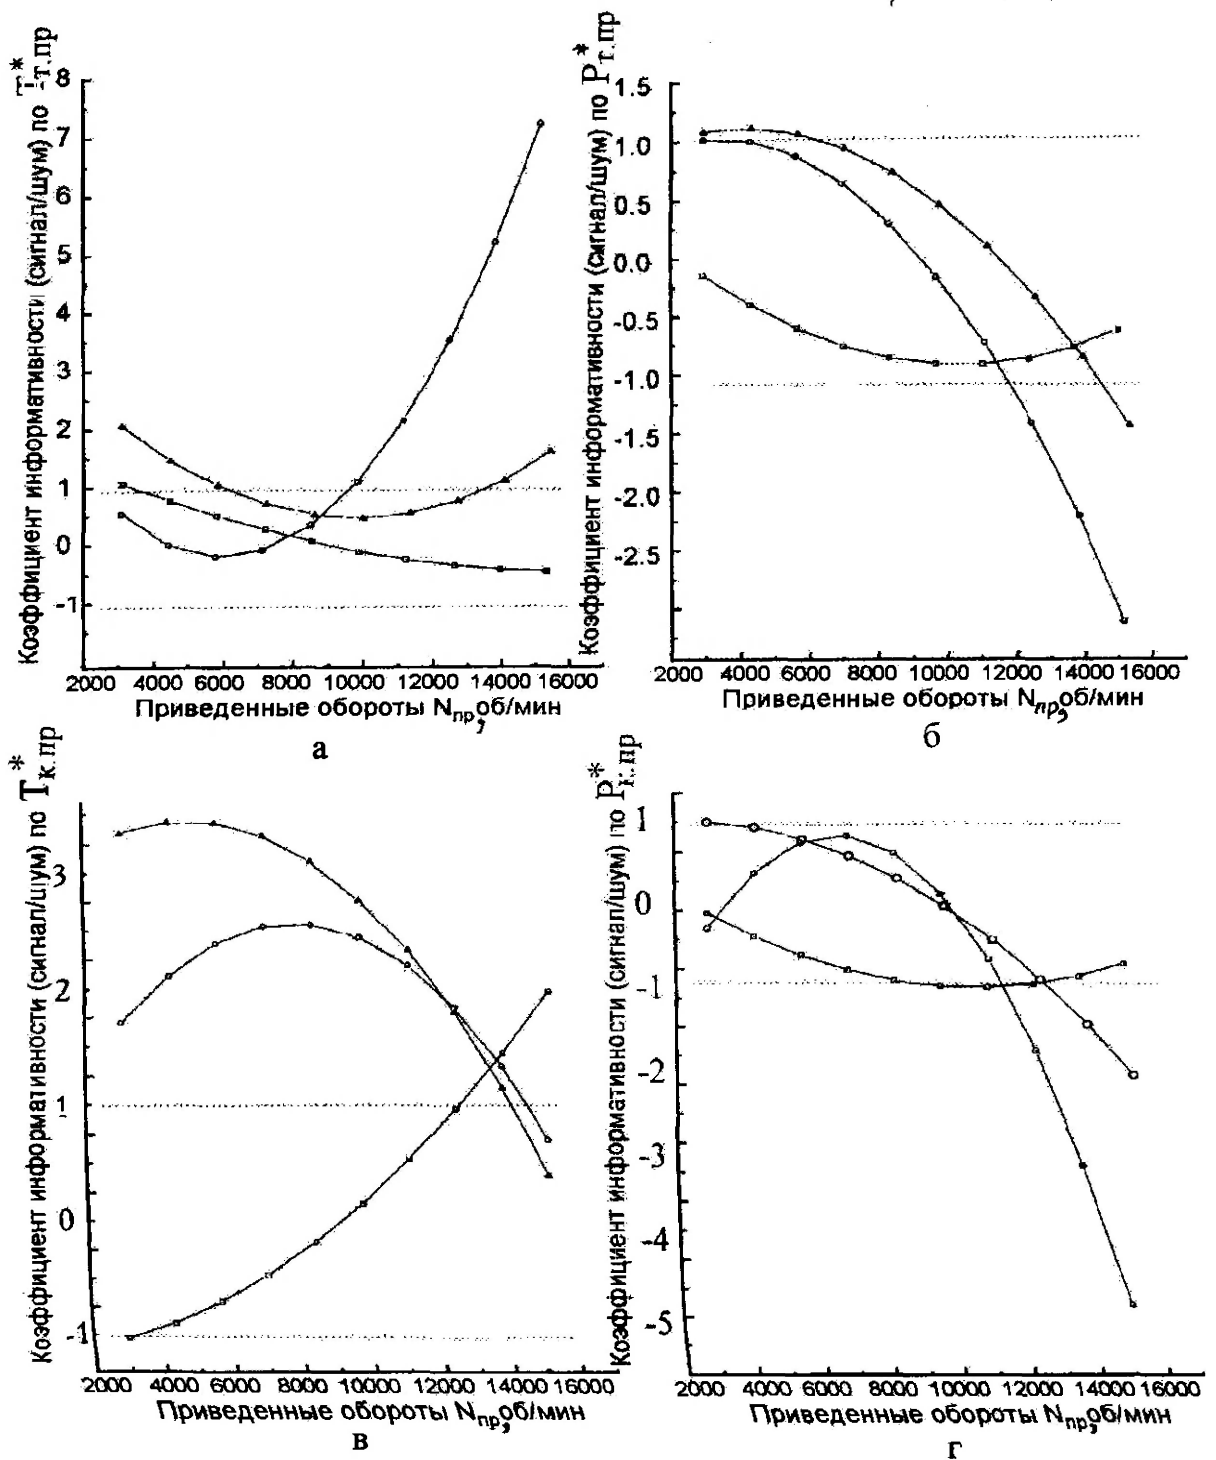 Коэффициент информативности (сигнал/шум) по T*т.пр
8
7
6
5
4
3
2
1
0
-1
2000 4000 6000 8000 10000 12000 14000 16000
Приведенные обороты Nпр, об/мин
а
Коэффициент информативности (сигнал/шум) по P*т.пр
1.5
1.0
0.5
0.0
-0.5
-1.0
-1.5
-2.0
-2.5
2000 4000 6000 8000 10000 12000 14000 16000
Приведенные обороты Nпр, об/мин
б
Коэффициент информативности (сигнал/шум) по T*к.пр
3
2
1
0
-1
2000 4000 6000 8000 10000 12000 14000 16000
Приведенные обороты Nпр, об/мин
в
Коэффициент информативности (сигнал/шум) по P*к.пр
1
0
-1
-2
-3
-4
-5
2000 4000 6000 8000 10000 12000 14000 16000
Приведенные обороты Nпр, об/мин
г